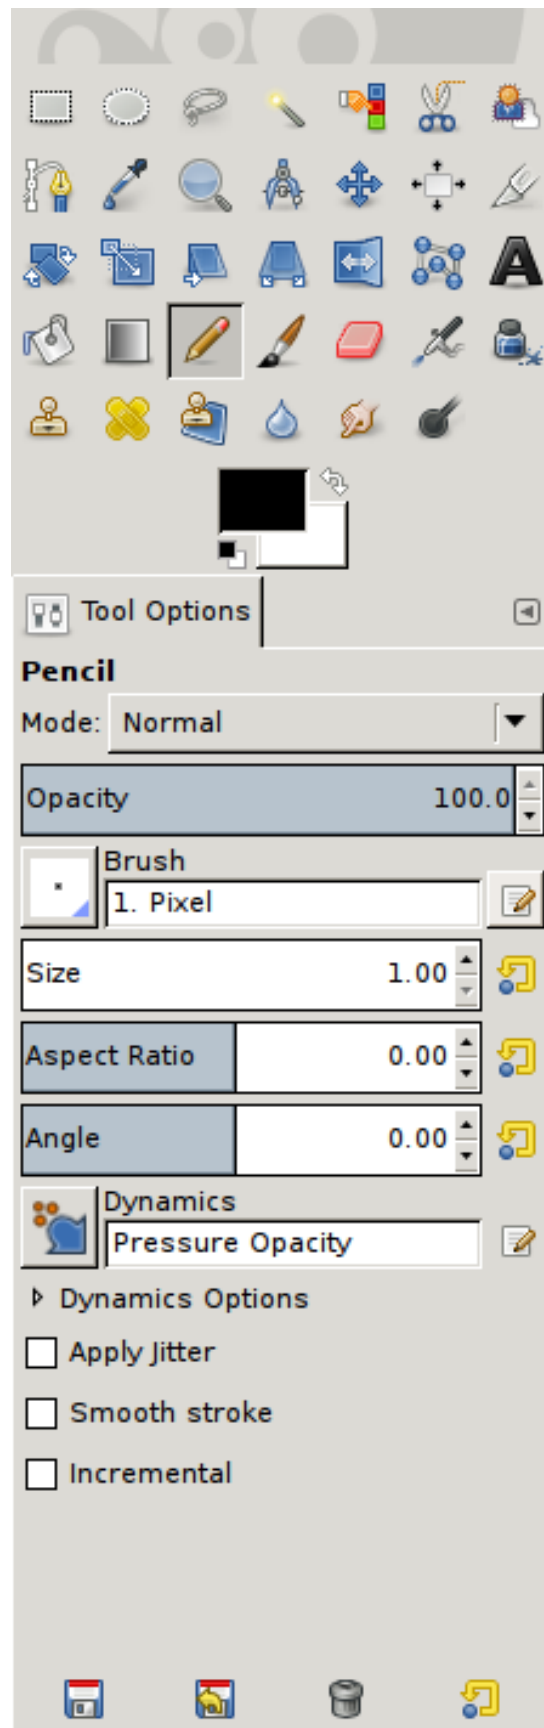 Tool Options
Pencil
Mode: Normal
Opacity 100.0
Brush
1. Pixel
Size 1.00
Aspect Ratio 0.00
Angle 0.00
Dynamics
Pressure Opacity
Dynamics Options
Apply Jitter
Smooth stroke
Incremental